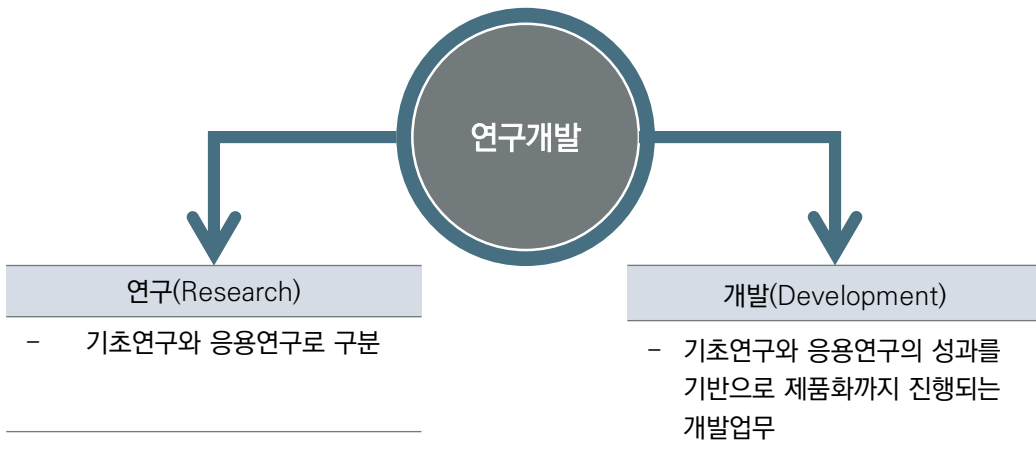 연구개발
연구(Research)
- 기초연구와 응용연구로 구분
개발(Development)
- 기초연구와 응용연구의 성과를
기반으로 제품화까지 진행되는
개발업무